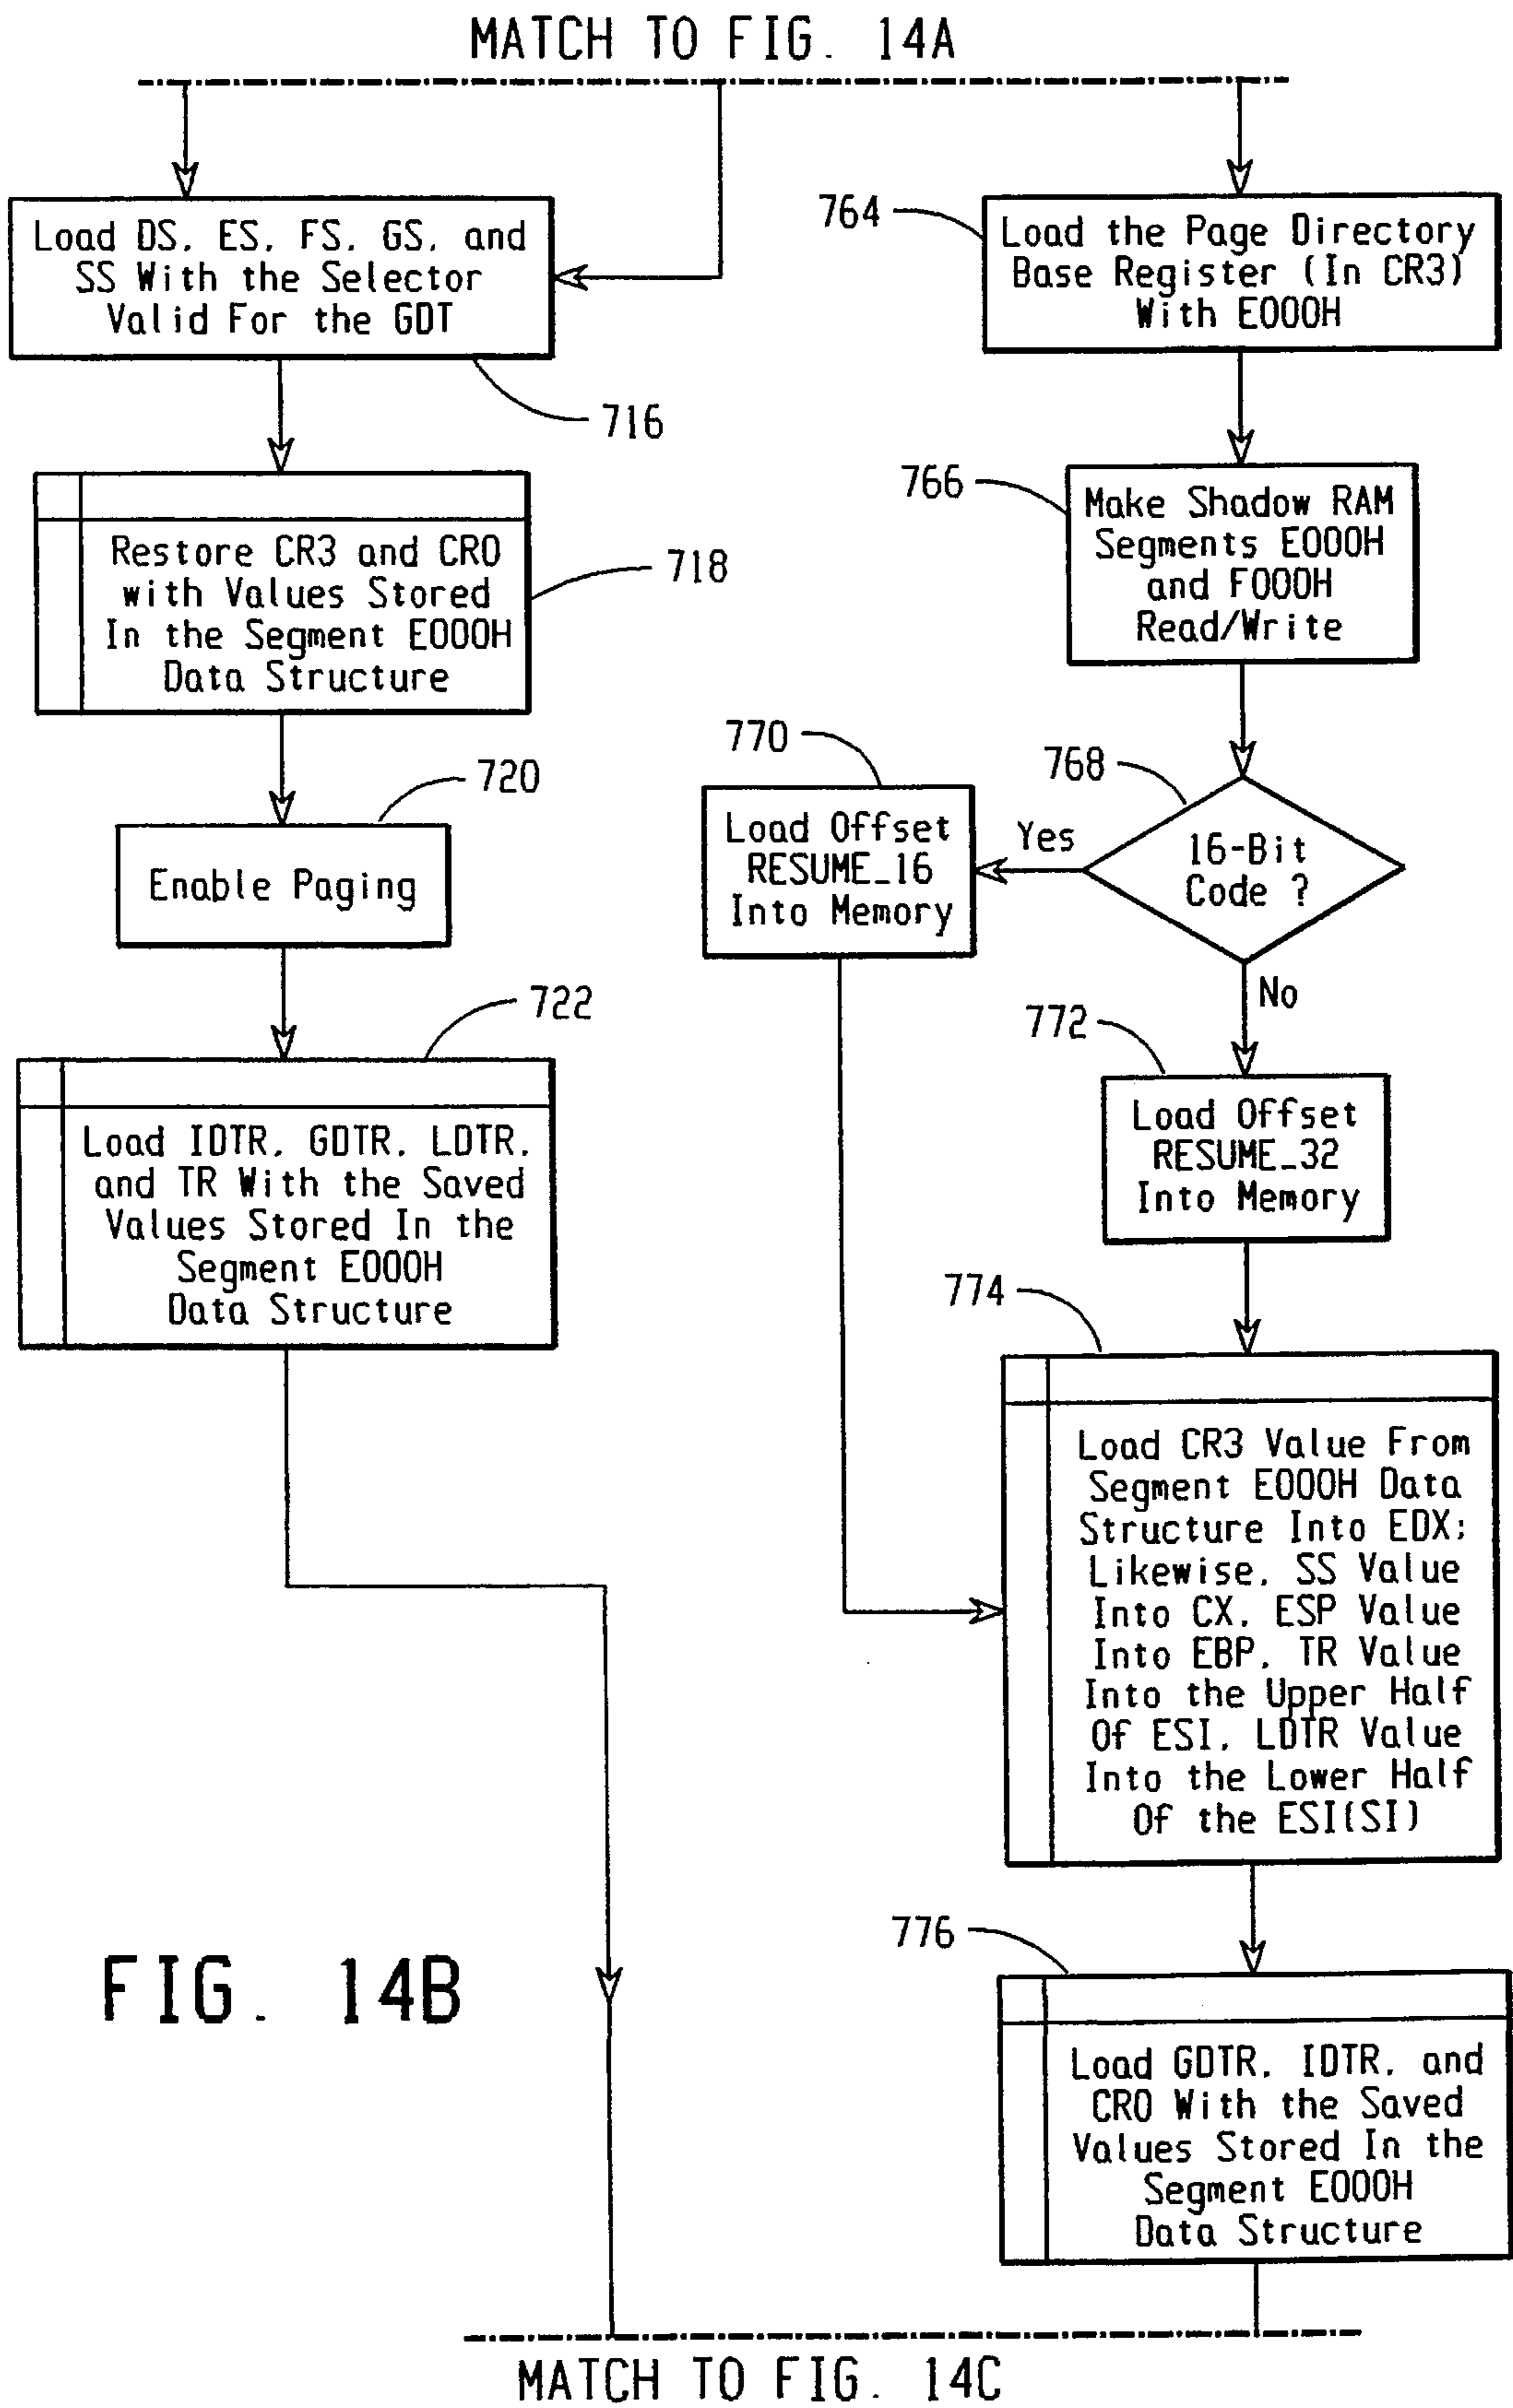 MATCH TO FIG. 14A
Load DS, ES, FS, GS, and
SS With the Selector
Valid For the GDT
716
Restore CR3 and CR0
with Values Stored
In the Segment E000H
Data Structure
718
720
Enable Paging
722
Load IDTR, GDTR, LDTR,
and TR With the Saved
Values Stored In the
Segment E000H
Data Structure
764
Load the Page Directory
Base Register (In CR3)
With E000H
766
Make Shadow RAM
Segments E000H
and F000H
Read/Write
768
16-Bit
Code ?
Yes
770
Load Offset
RESUME_16
Into Memory
No
772
Load Offset
RESUME_32
Into Memory
774
Load CR3 Value From
Segment E000H Data
Structure Into EDX;
Likewise, SS Value
Into CX, ESP Value
Into EBP, TR Value
Into the Upper Half
Of ESI, LDTR Value
Into the Lower Half
Of the ESI(SI)
776
Load GDTR, IDTR, and
CR0 With the Saved
Values Stored In the
Segment E000H
Data Structure
FIG. 14B
MATCH TO FIG. 14C